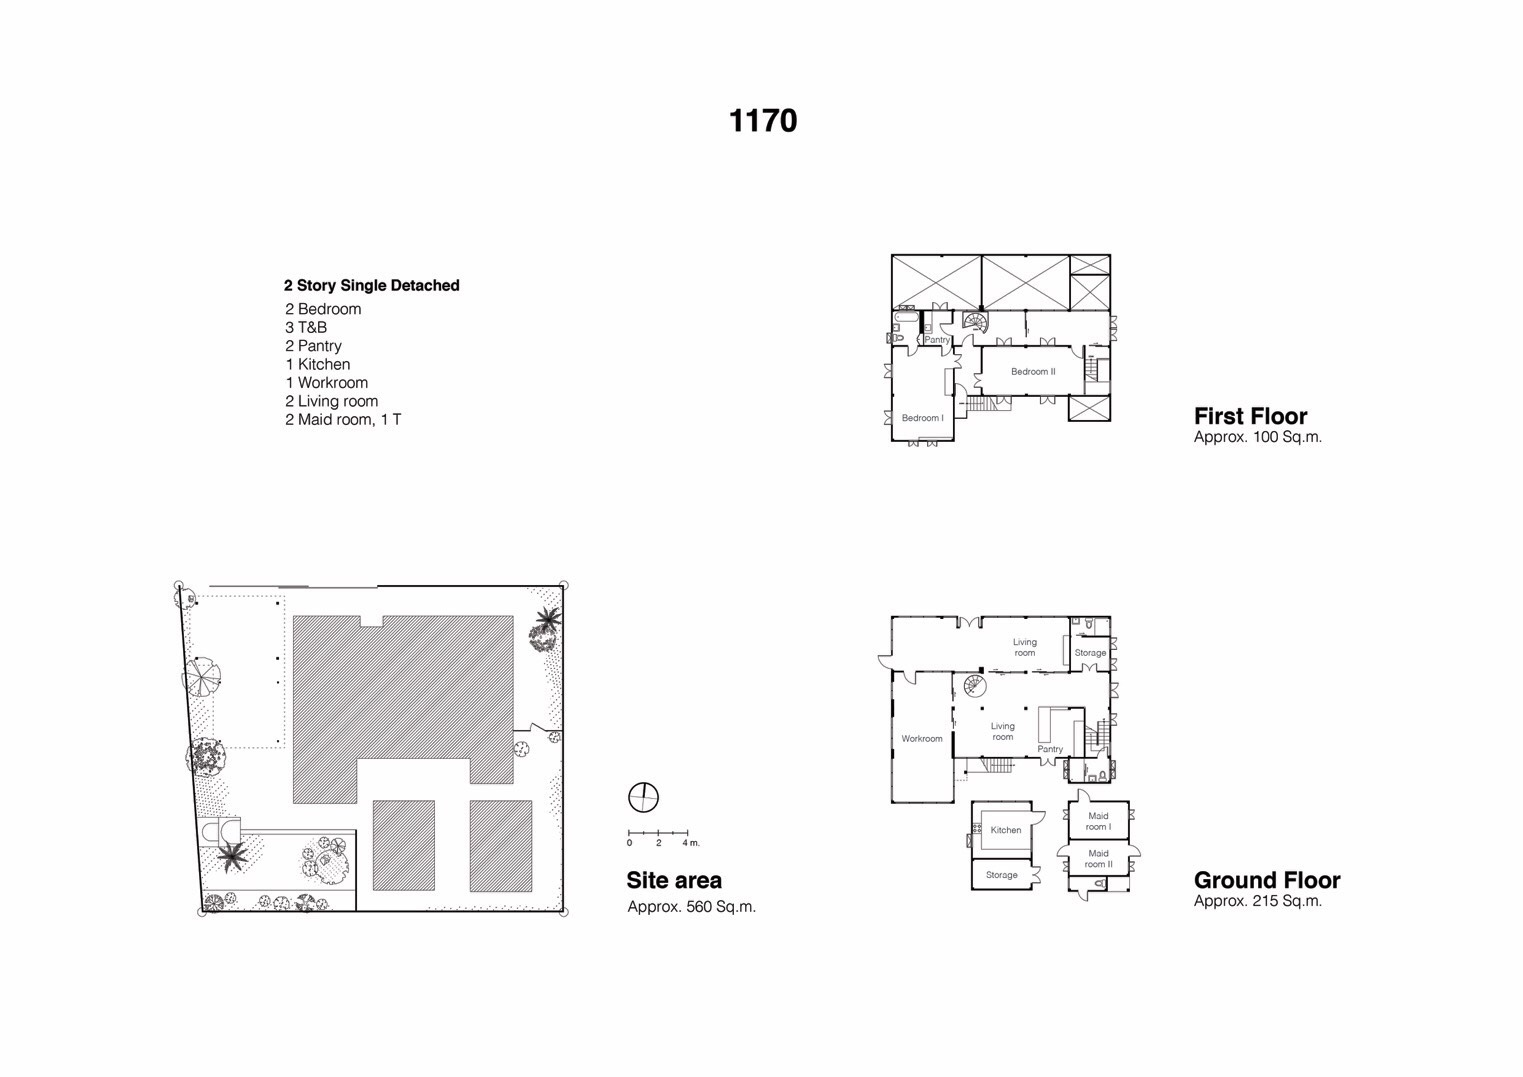 1170
2 Story Single Detached
2 Bedroom
3 T&B
2 Pantry
1 Kitchen
1 Workroom
2 Living room
2 Maid room, 1 T
Pantry
Bedroom II
Bedroom I
First Floor
Approx. 100 Sq.m.
0 2 4 m.
Site area
Approx. 560 Sq.m.
Living
room
Storage
Living
room
Workroom
Pantry
Kitchen
Maid
room I
Maid
room II
Storage
Ground Floor
Approx. 215 Sq.m.